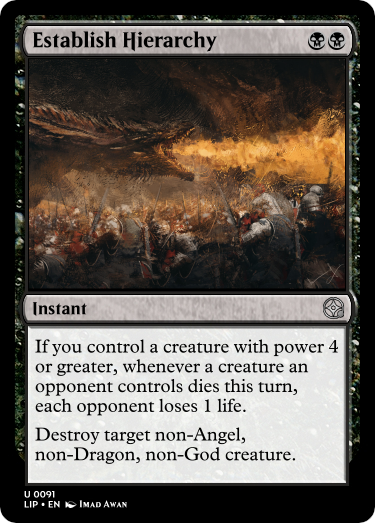 Establish Hierarchy
Instant
If you control a creature with power 4
or greater, whenever a creature an
opponent controls dies this turn,
each opponent loses 1 life.
Destroy target non-Angel,
non-Dragon, non-God creature.
U 0091
LIP • EN Imad Awan